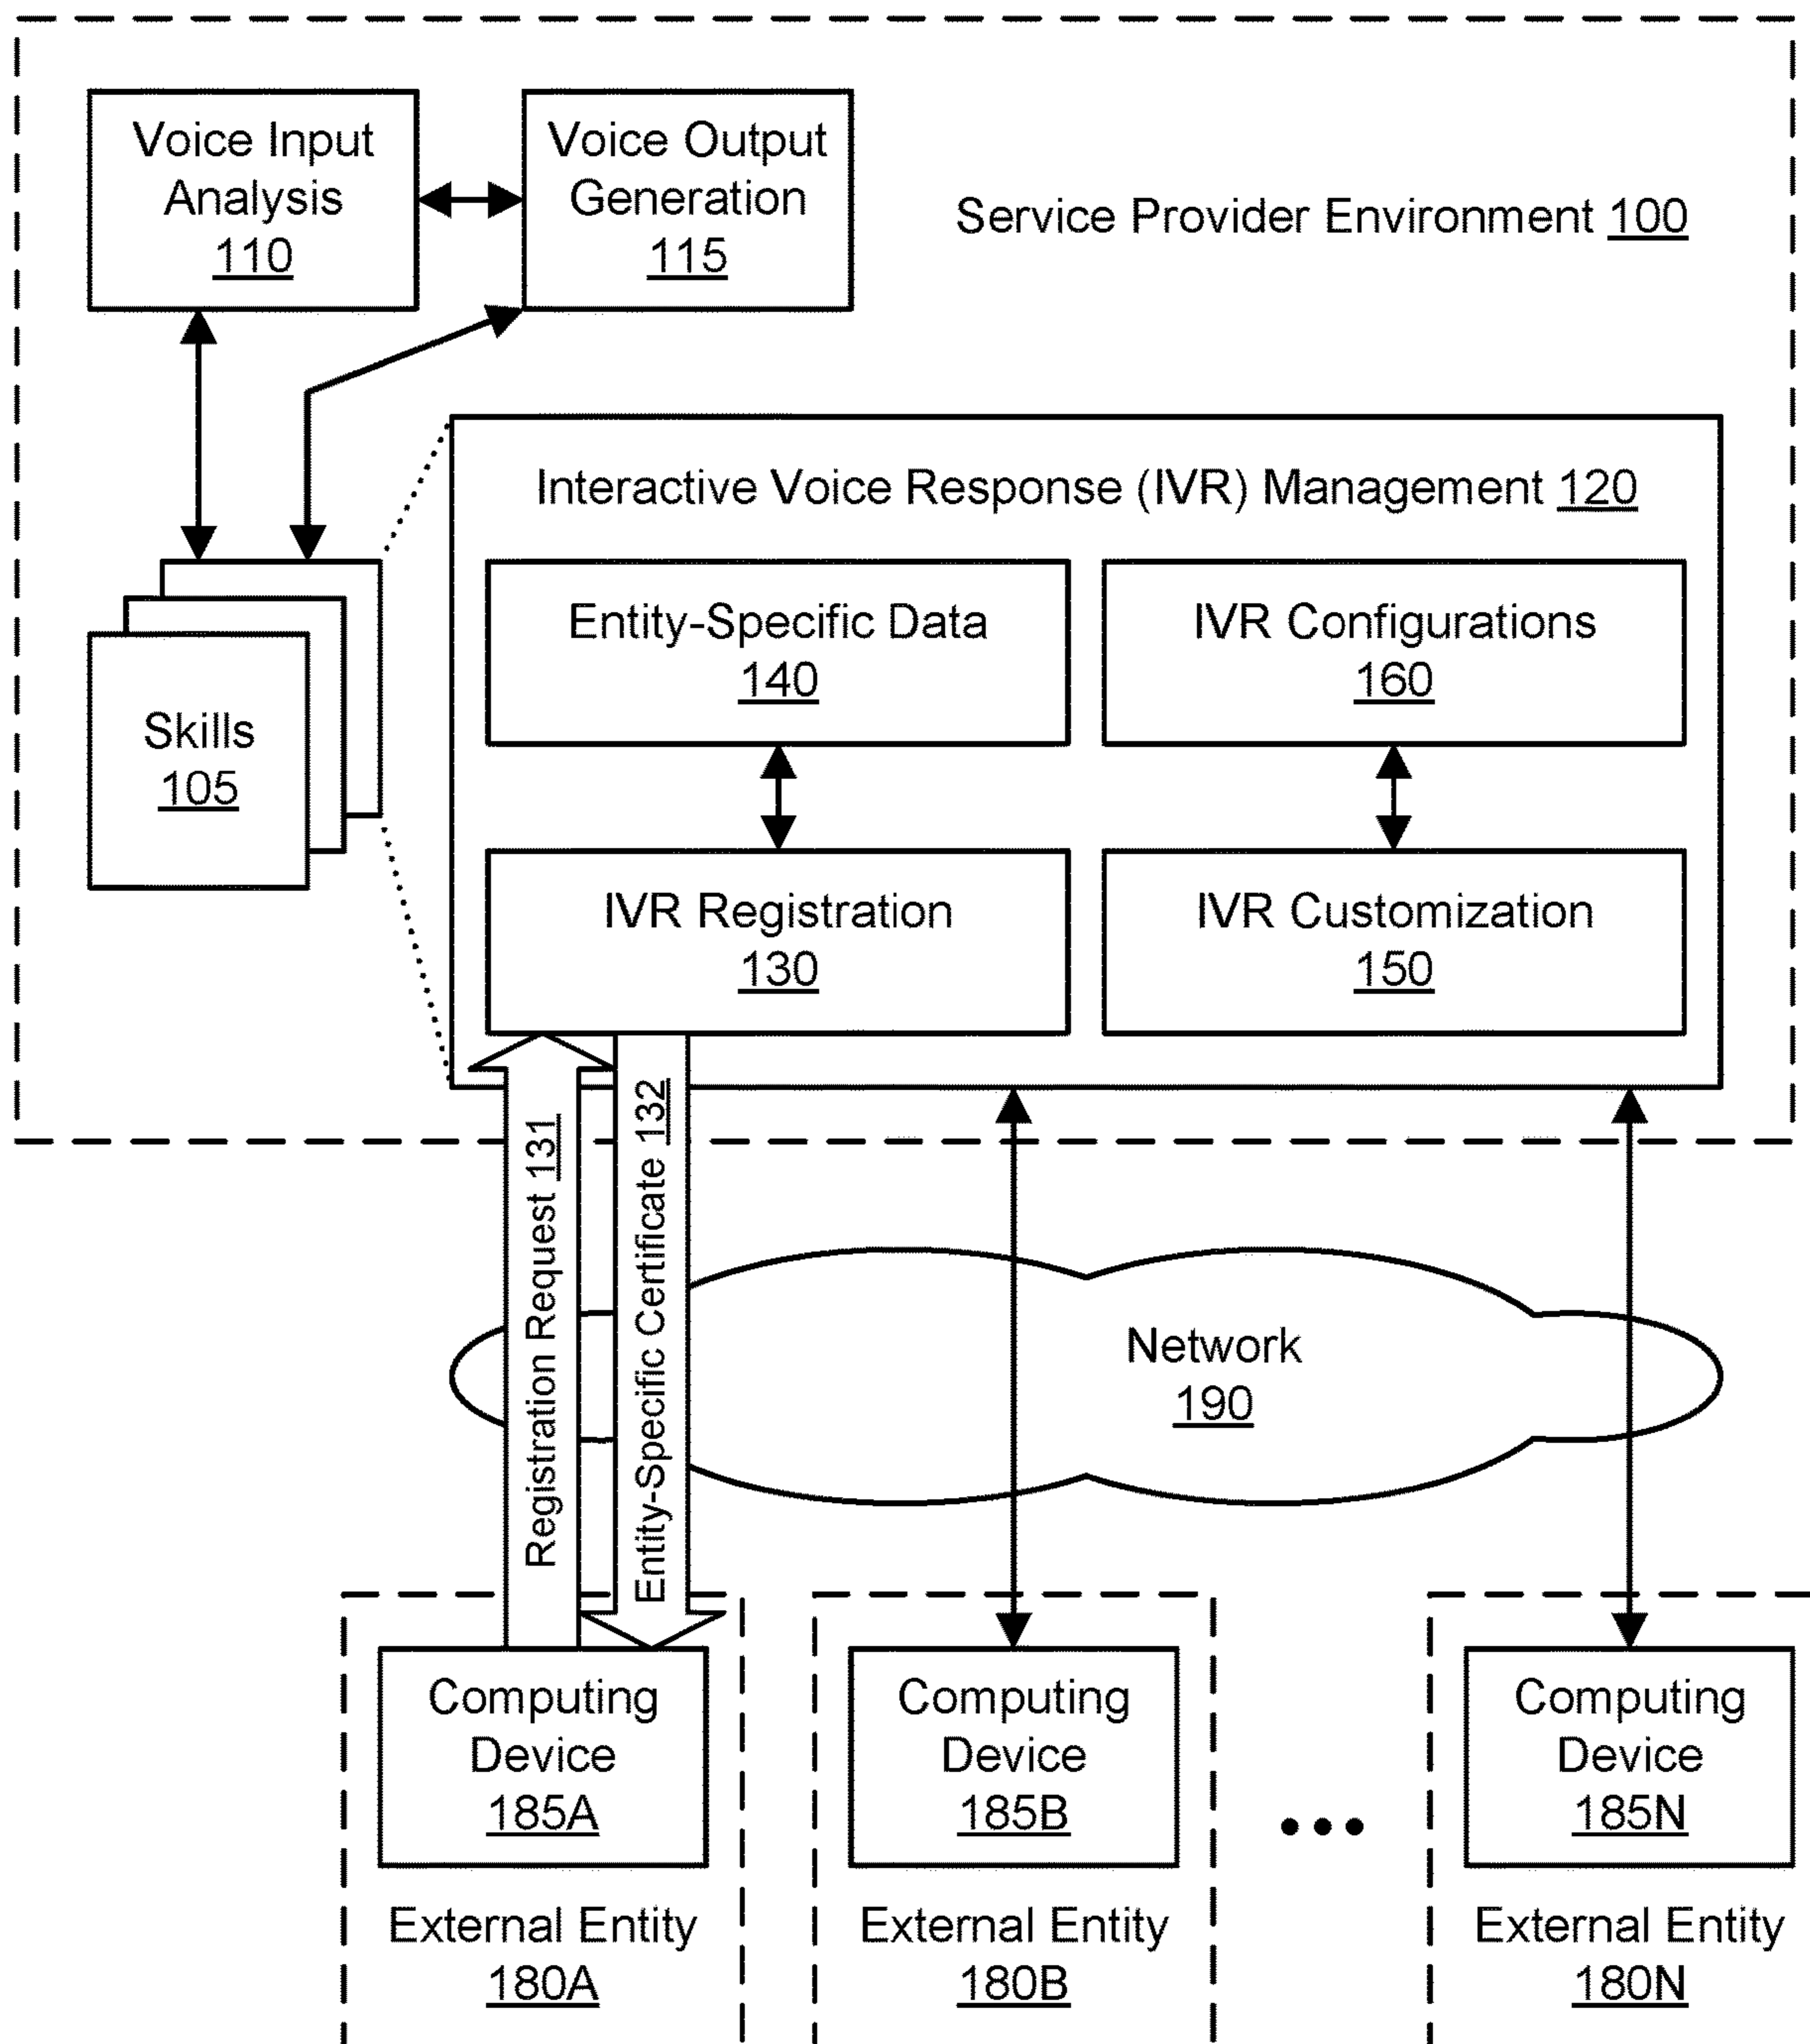 Voice Input
Analysis
110
Voice Output
Generation
115
Service Provider Environment 100
Interactive Voice Response (IVR) Management 120
Entity-Specific Data
140
IVR Configurations
160
Skills
105
IVR Registration
130
IVR Customization
150
Registration Request 131
Entity-Specific Certificate 132
Network
190
Computing
Device
185A
Computing
Device
185B
Computing
Device
185N
External Entity
180A
External Entity
180B
External Entity
180N